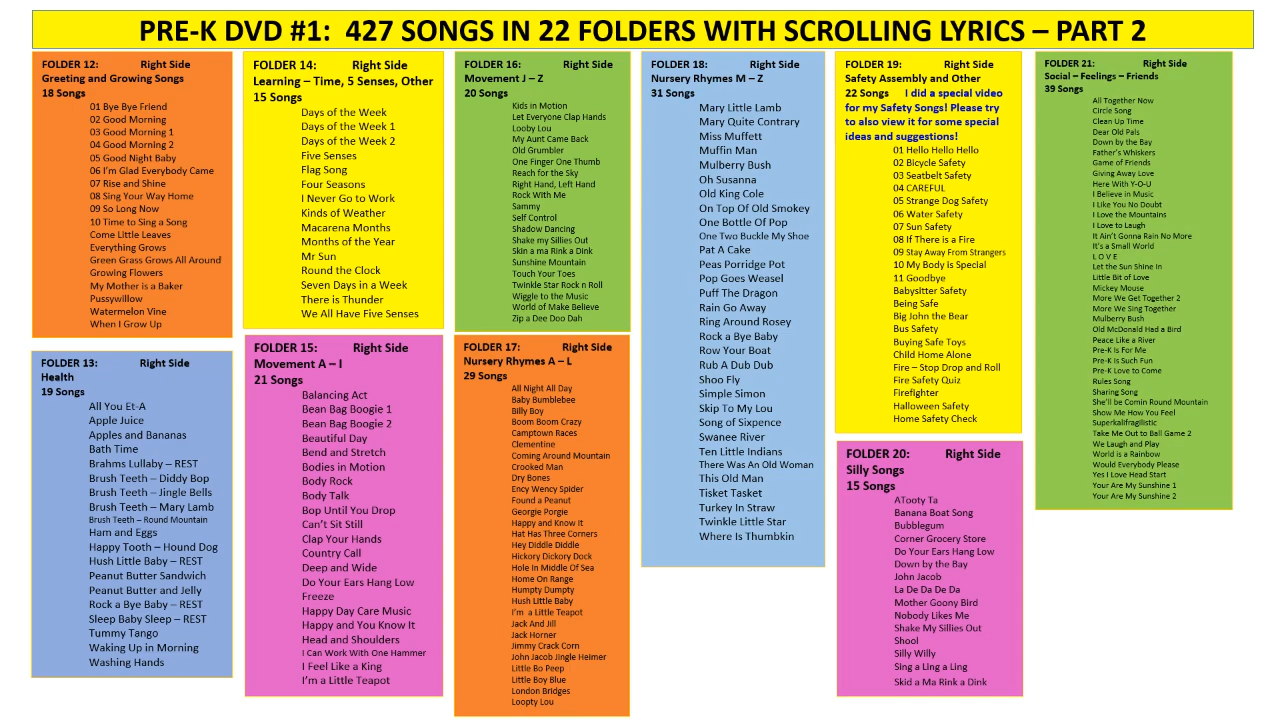 PRE-K DVD #1:  427 SONGS IN 22 FOLDERS WITH SCROLLING LYRICS – PART 2
FOLDER 12: Right Side
Greeting and Growing Songs
18 Songs
01 Bye Bye Friend
02 Good Morning
03 Good Morning 1
04 Good Morning 2
05 Good Night Baby
06 I'm Glad Everybody Came
07 Rise and Shine
08 Sing Your Way Home
09 So Long Now
10 Time to Sing a Song
Come Little Leaves
Everything Grows
Green Grass Grows All Around
Growing Flowers
My Mother is a Baker
Pussywillow
Watermelon Vine
When I Grow Up
FOLDER 13: Right Side
Health
19 Songs
All You Et-A
Apple Juice
Apples and Bananas
Bath Time
Brahms Lullaby – REST
Brush Teeth – Diddy Bop
Brush Teeth – Jingle Bells
Brush Teeth – Mary Lamb
Brush Teeth – Round Mountain
Ham and Eggs
Happy Tooth – Hound Dog
Hush Little Baby – REST
Peanut Butter Sandwich
Peanut Butter and Jelly
Rock a Bye Baby – REST
Sleep Baby Sleep – REST
Tummy Tango
Waking Up in Morning
Washing Hands
FOLDER 14: Right Side
Learning – Time, 5 Senses, Other
15 Songs
Days of the Week
Days of the Week 1
Days of the Week 2
Five Senses
Flag Song
Four Seasons
I Never Go to Work
Kinds of Weather
Macarena Months
Months of the Year
Mr Sun
Round the Clock
Seven Days in a Week
There is Thunder
We All Have Five Senses
FOLDER 15: Right Side
Movement A – I
21 Songs
Balancing Act
Bean Bag Boogie 1
Bean Bag Boogie 2
Beautiful Day
Bend and Stretch
Bodies in Motion
Body Rock
Body Talk
Bop Until You Drop
Can't Sit Still
Clap Your Hands
Country Call
Deep and Wide
Do Your Ears Hang Low
Freeze
Happy Day Care Music
Happy and You Know It
Head and Shoulders
I Can Work With One Hammer
I Feel Like a King
I'm a Little Teapot
FOLDER 16: Right Side
Movement J – Z
20 Songs
Kids in Motion
Let Everyone Clap Hands
Looby Lou
My Aunt Came Back
Old Grumbler
One Finger One Thumb
Reach for the Sky
Right Hand, Left Hand
Rock With Me
Sammy
Self Control
Shadow Dancing
Shake my Sillies Out
Skin a ma Rink a Dink
Sunshine Mountain
Touch Your Toes
Twinkle Star Rock n Roll
Wiggle to the Music
World of Make Believe
Zip a Dee Doo Dah
FOLDER 17: Right Side
Nursery Rhymes A – L
29 Songs
All Night All Day
Baby Bumblebee
Billy Boy
Boom Boom Crazy
Camptown Races
Clementine
Coming Around Mountain
Crooked Man
Dry Bones
Ency Wency Spider
Found a Peanut
Georgie Porgie
Happy and Know It
Hat Has Three Corners
Hey Diddle Diddle
Hickory Dickory Dock
Hole In Middle Of Sea
Home On Range
Humpty Dumpty
Hush Little Baby
I'm  a Little Teapot
Jack And Jill
Jack Horner
Jimmy Crack Corn
John Jacob Jingle Heimer
Little Bo Peep
Little Boy Blue
London Bridges
Loopty Lou
FOLDER 18: Right Side
Nursery Rhymes M – Z
31 Songs
Mary Little Lamb
Mary Quite Contrary
Miss Muffett
Muffin Man
Mulberry Bush
Oh Susanna
Old King Cole
On Top Of Old Smokey
One Bottle Of Pop
One Two Buckle My Shoe
Pat A Cake
Peas Porridge Pot
Pop Goes Weasel
Puff The Dragon
Rain Go Away
Ring Around Rosey
Rock a Bye Baby
Row Your Boat
Rub A Dub Dub
Shoo Fly
Simple Simon
Skip To My Lou
Song of Sixpence
Swanee River
Ten Little Indians
There Was An Old Woman
This Old Man
Tisket Tasket
Turkey In Straw
Twinkle Little Star
Where Is Thumbkin
FOLDER 19: Right Side
Safety Assembly and Other
22 Songs I did a special video
for my Safety Songs! Please try
to also view it for some special
ideas and suggestions!
01 Hello Hello Hello
02 Bicycle Safety
03 Seatbelt Safety
04 CAREFUL
05 Strange Dog Safety
06 Water Safety
07 Sun Safety
08 If There is a Fire
09 Stay Away From Strangers
10 My Body is Special
11 Goodbye
Babysitter Safety
Being Safe
Big John the Bear
Bus Safety
Buying Safe Toys
Child Home Alone
Fire – Stop Drop and Roll
Fire Safety Quiz
Firefighter
Halloween Safety
Home Safety Check
FOLDER 20: Right Side
Silly Songs
15 Songs
ATooty Ta
Banana Boat Song
Bubblegum
Corner Grocery Store
Do Your Ears Hang Low
Down by the Bay
John Jacob
La De Da De Da
Mother Goony Bird
Nobody Likes Me
Shake My Sillies Out
Shool
Silly Willy
Sing a Ling a Ling
Skid a Ma Rink a Dink
FOLDER 21: Right Side
Social – Feelings – Friends
39 Songs
All Together Now
Circle Song
Clean Up Time
Dear Old Pals
Down by the Bay
Father's Whiskers
Game of Friends
Giving Away Love
Here With Y-O-U
I Believe in Music
I Like You No Doubt
I Love the Mountains
I Love to Laugh
It Ain't Gonna Rain No More
It's a Small World
L O V E
Let the Sun Shine In
Little Bit of Love
Mickey Mouse
More We Get Together 2
More We Sing Together
Mulberry Bush
Old McDonald Had a Bird
Peace Like a River
Pre-K Is For Me
Pre-K Is Such Fun
Pre-K Love to Come
Rules Song
Sharing Song
She'll be Comin Round Mountain
Show Me How You Feel
Superkalifragilistic
Take Me Out to Ball Game 2
We Laugh and Play
World is a Rainbow
Would Everybody Please
Yes I Love Head Start
Your Are My Sunshine 1
Your Are My Sunshine 2